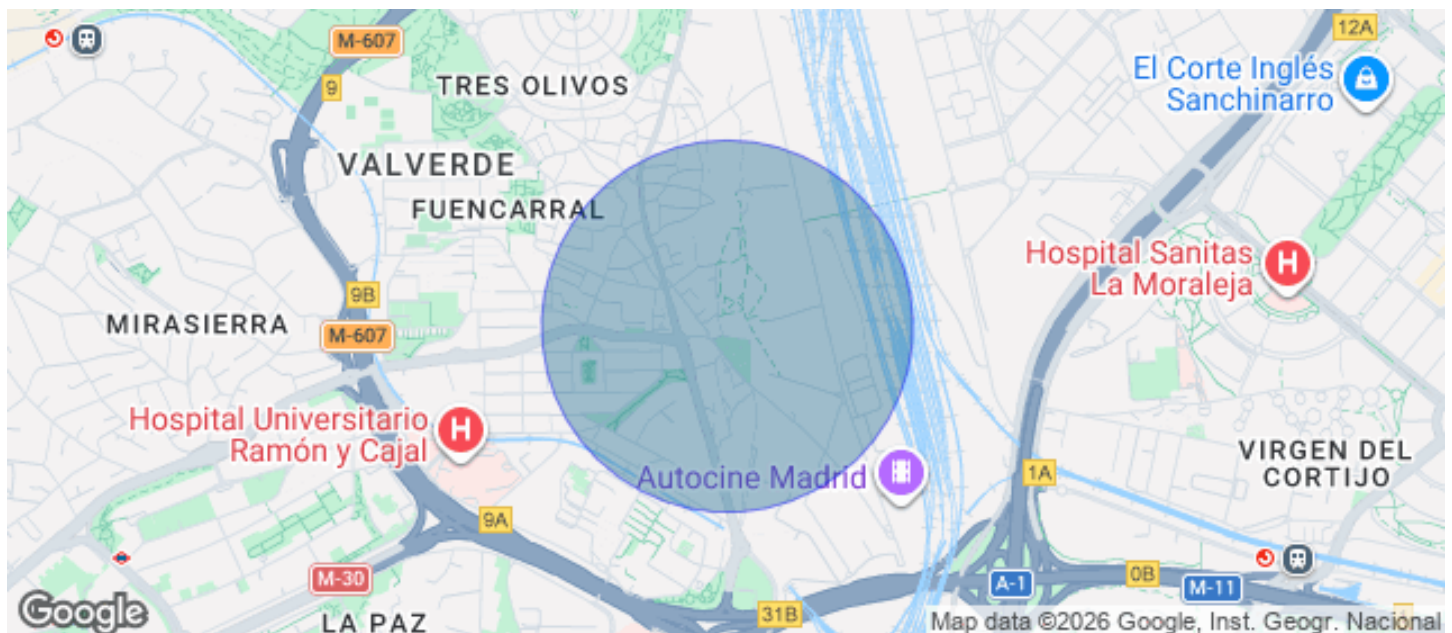 M-607
12A
El Corte Inglés
Sanchinarro
9
TRES OLIVOS
VALVERDE
FUENCARRAL
Hospital Sanitas
La Moraleja
H
9B
MIRASIERRA
M-607
Hospital Universitario
Ramón y Cajal
H
Autocine Madrid
VIRGEN DEL
CORTIJO
1A
9A
M-30
A-1
0B
M-11
Google
LA PAZ
31B
Map data ©2026 Google, Inst. Geogr. Nacional